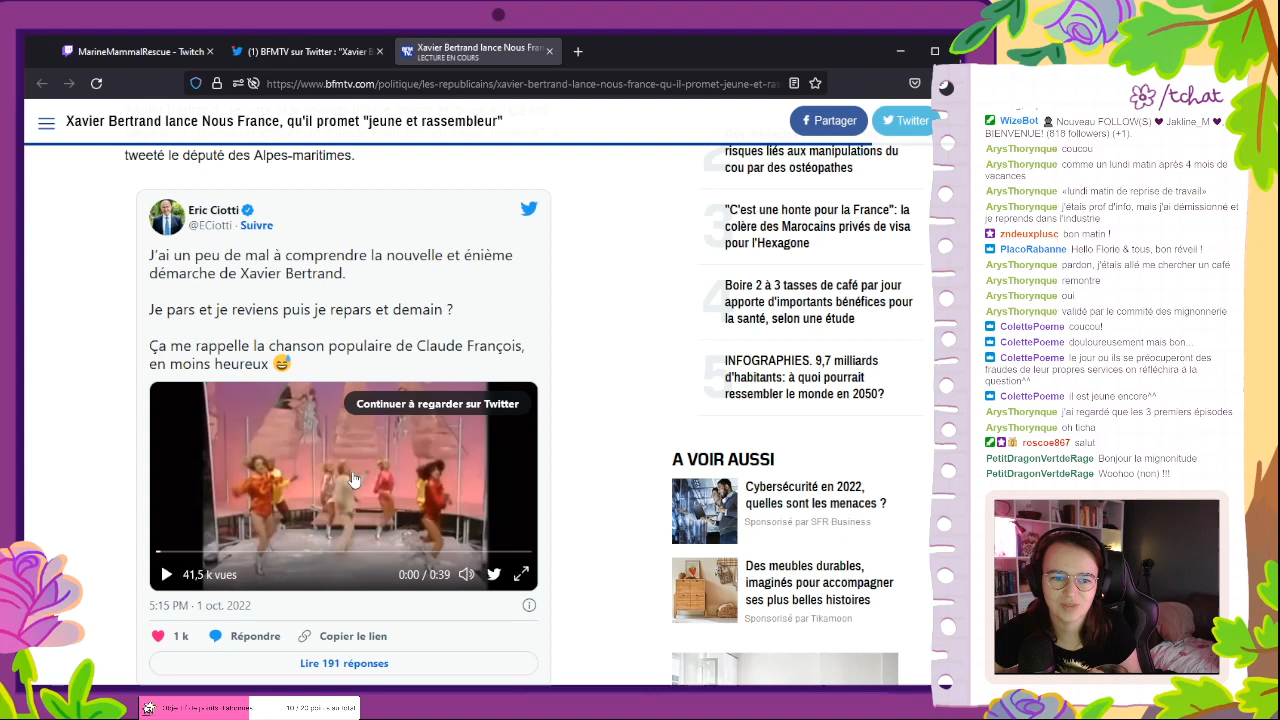 MarineMammalRescue - Twitch
(1) BFMTV sur Twitter : "Xavier B
Xavier Bertrand lance Nous Fran
LECTURE EN COURS
https://www.bfmtv.com/politique/les-republicains/xavier-bertrand-lance-nous-france-qu-il-promet-jeune-et-ras
Xavier Bertrand lance Nous France, qu'il promet "jeune et rassembleur"
Partager
Twitter
tweeté le député des Alpes-maritimes.
Eric Ciotti
@ECiotti · Suivre
J'ai un peu de mal à comprendre la nouvelle et énième
démarche de Xavier Bertrand.
Je pars et je reviens puis je repars et demain ?
Ça me rappelle la chanson populaire de Claude François,
en moins heureux 😅
Continuer à regarder sur Twitter
41,5 k vues
0:00 / 0:39
5:15 PM · 1 oct. 2022
1 k
Répondre
Copier le lien
Lire 191 réponses
2
risques liés aux manipulations du
cou par des ostéopathes
3
"C'est une honte pour la France": la
colère des Marocains privés de visa
pour l'Hexagone
4
Boire 2 à 3 tasses de café par jour
apporte d'importants bénéfices pour
la santé, selon une étude
5
INFOGRAPHIES. 9,7 milliards
d'habitants: à quoi pourrait
ressembler le monde en 2050?
A VOIR AUSSI
Cybersécurité en 2022,
quelles sont les menaces ?
Sponsorisé par SFR Business
Des meubles durables,
imaginés pour accompagner
ses plus belles histoires
Sponsorisé par Tikamoon
/tchat
WizeBot Nouveau FOLLOW(S) ♥ Jakline_M ♥
BIENVENUE! (818 followers) (+1).
ArysThorynque coucou
ArysThorynque comme un lundi matin après 4 mois de
vacances
ArysThorynque «lundi matin de reprise de travail»
ArysThorynque j'étais prof d'info, mais j'ai démissionné et
je reprends dans l'industrie
zndeuxplusc bon matin !
PlacoRabanne Hello Florie & tous, bon réveil !
ArysThorynque pardon, j'étais allé me chercher un café
ArysThorynque remontre
ArysThorynque oui
ArysThorynque validé par le commité des mignonnerie
ColettePoeme coucou!
ColettePoeme douloureusement mais bon...
ColettePoeme le jour ou ils se préocuperont des
fraudes de leur propres services on réfléchira à la
question^^
ColettePoeme il est jeune encore^^
ArysThorynque j'ai regardé que les 3 premiers épisodes
ArysThorynque oh ticha
roscoe867 salut
PetitDragonVertdeRage Bonjour la mignonitude
PetitDragonVertdeRage Woohoo (non) !!!